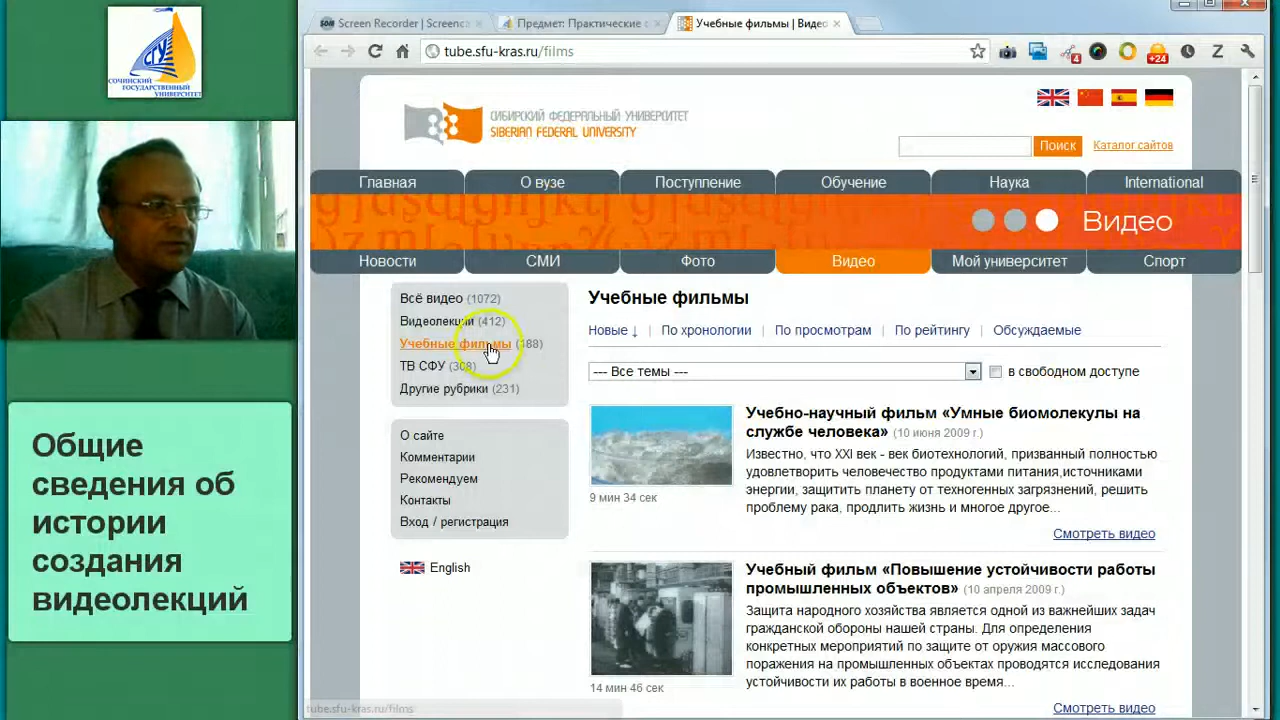 СГУ
СОЧИНСКИЙ
ГОСУДАРСТВЕННЫЙ
УНИВЕРСИТЕТ
Общие
сведения об
истории
создания
видеолекций
Screen Recorder | Screenca
Предмет: Практические с
Учебные фильмы | Видео
tube.sfu-kras.ru/films
4
+24
Z
СИБИРСКИЙ ФЕДЕРАЛЬНЫЙ УНИВЕРСИТЕТ
SIBERIAN FEDERAL UNIVERSITY
Поиск
Каталог сайтов
Главная
О вузе
Поступление
Обучение
Наука
International
Видео
Новости
СМИ
Фото
Видео
Мой университет
Спорт
Всё видео (1072)
Видеолекции (412)
Учебные фильмы (188)
ТВ СФУ
Другие рубрики (231)
О сайте
Комментарии
Рекомендуем
Контакты
Вход / регистрация
English
Учебные фильмы
Новые ↓ | По хронологии | По просмотрам | По рейтингу | Обсуждаемые
--- Все темы ---
в свободном доступе
Учебно-научный фильм «Умные биомолекулы на
службе человека» (10 июня 2009 г.)
Известно, что XXI век - век биотехнологий, призванный полностью
удовлетворить человечество продуктами питания,источниками
энергии, защитить планету от техногенных загрязнений, решить
проблему рака, продлить жизнь и многое другое...
9 мин 34 сек
Смотреть видео
Учебный фильм «Повышение устойчивости работы
промышленных объектов» (10 апреля 2009 г.)
Защита народного хозяйства является одной из важнейших задач
гражданской обороны нашей страны. Для определения
конкретных мероприятий по защите от оружия массового
поражения на промышленных объектах проводятся исследования
устойчивости их работы в военное время...
14 мин 46 сек
Смотреть видео
tube.sfu-kras.ru/films